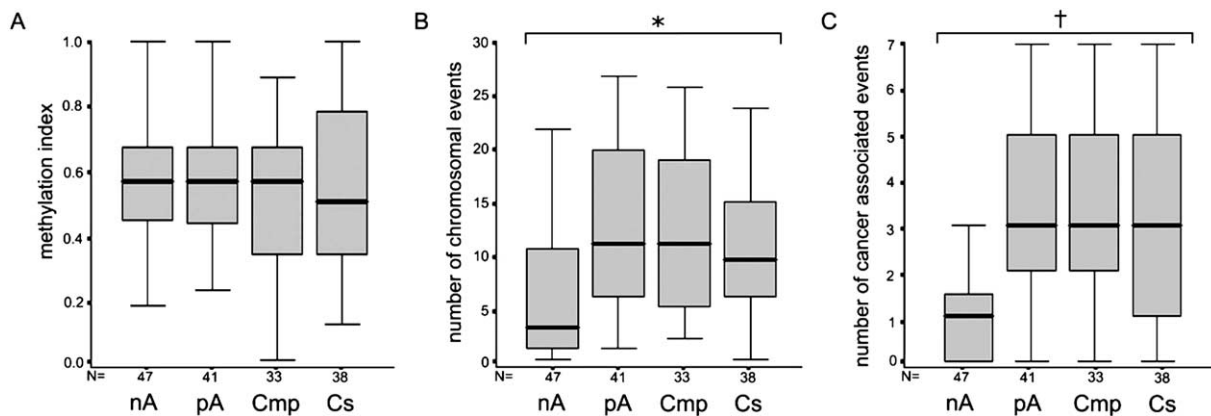 A
methylation index
1.0
0.8
0.6
0.4
0.2
0.0
N= 47 41 33 38
nA pA Cmp Cs
B
*
number of chromosomal events
30
25
20
15
10
5
0
N= 47 41 33 38
nA pA Cmp Cs
C
†
number of cancer associated events
7
6
5
4
3
2
1
0
N= 47 41 33 38
nA pA Cmp Cs